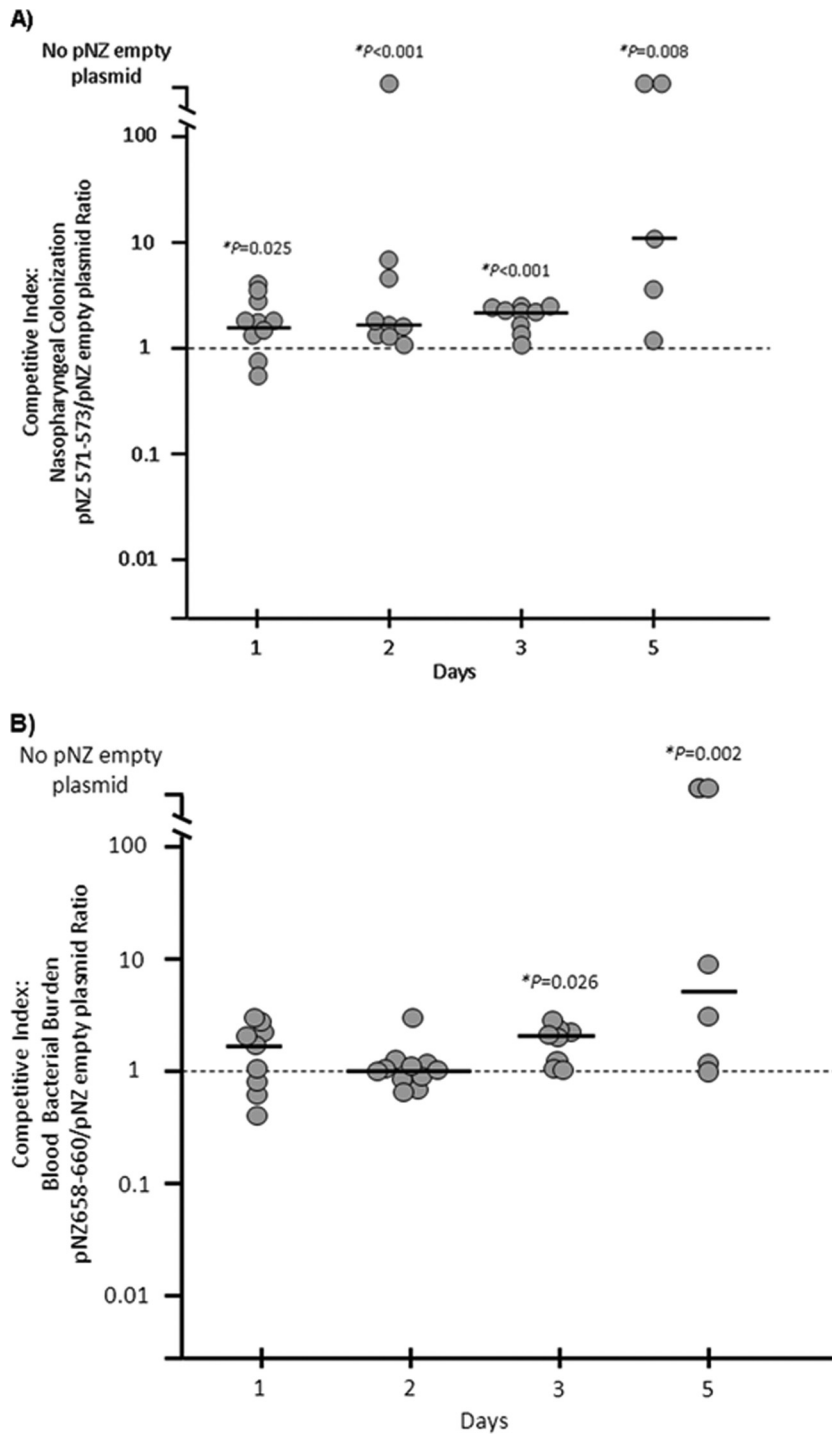 A)
No pNZ empty
plasmid
*P<0.001
*P=0.008
100
*P=0.025
10
*P<0.001
1
0.1
0.01
Competitive Index:
Nasopharyngeal Colonization
pNZ 571-573/pNZ empty plasmid Ratio
1
2
3
5
Days
B)
No pNZ empty
plasmid
*P=0.002
100
10
*P=0.026
1
0.1
0.01
Competitive Index:
Blood Bacterial Burden
pNZ658-660/pNZ empty plasmid Ratio
1
2
3
5
Days